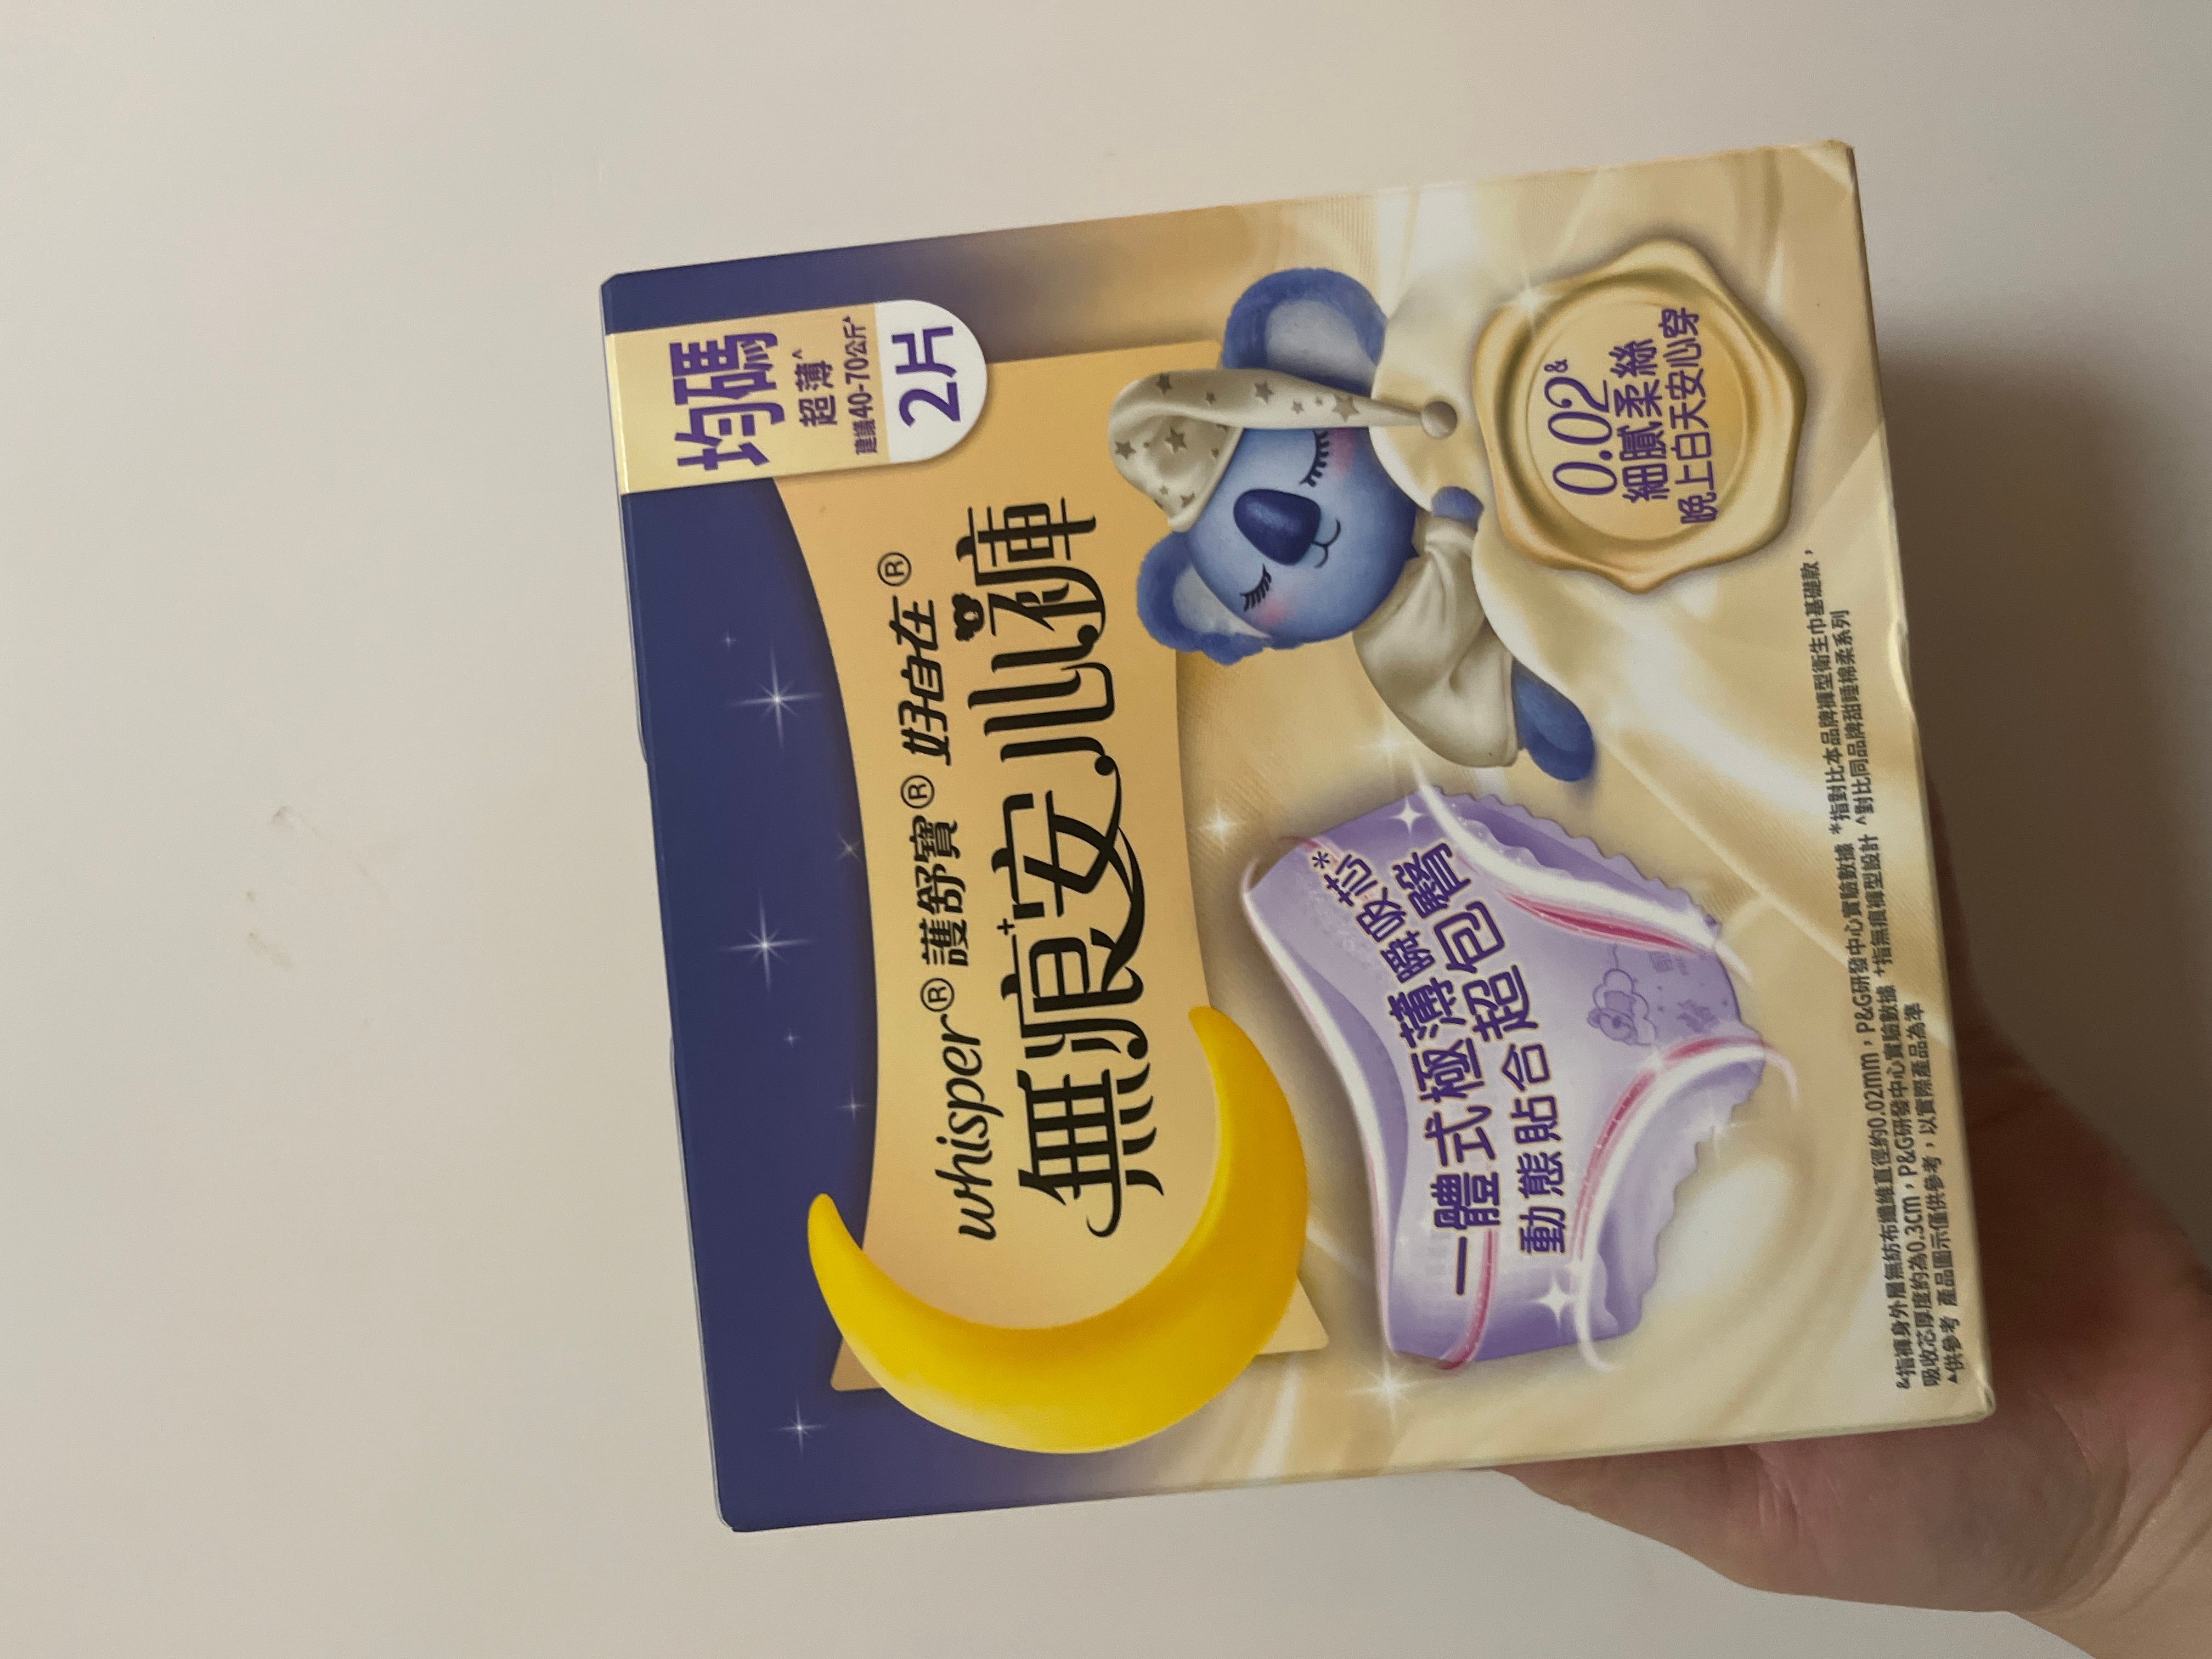 均碼
超薄^
建議40-70公斤▲
2片
whisper® 護舒寶® 好自在®
無痕+安心褲
一體式極薄瞬吸芯*
動態貼合超包臀
0.02&
細膩柔絲
晚上白天安心穿
&指褲身外層無紡布纖維直徑約0.02mm，P&G研發中心實驗數據 *指對比本品牌褲型衛生巾基礎款，
吸收芯厚度約為0.3cm，P&G研發中心實驗數據 +指無痕褲型設計 ^對比同品牌甜睡棉柔系列
▲供參考 產品圖示僅供參考，以實際產品為準